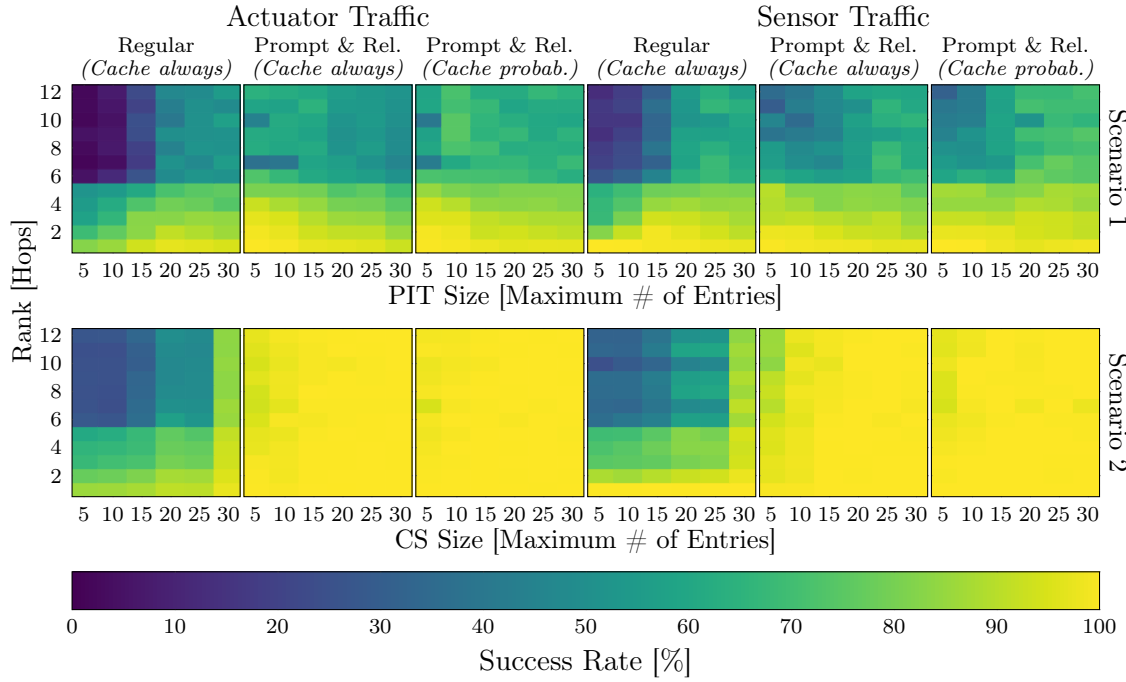 Actuator Traffic Sensor Traffic
Regular Prompt & Rel. Prompt & Rel. Regular Prompt & Rel. Prompt & Rel.
(Cache always) (Cache always) (Cache probab.) (Cache always) (Cache always) (Cache probab.)
12
10
8
6
4
2
Scenario 1
5 10 15 20 25 30 5 10 15 20 25 30 5 10 15 20 25 30 5 10 15 20 25 30 5 10 15 20 25 30 5 10 15 20 25 30
PIT Size [Maximum # of Entries]
Rank [Hops]
12
10
8
6
4
2
Scenario 2
5 10 15 20 25 30 5 10 15 20 25 30 5 10 15 20 25 30 5 10 15 20 25 30 5 10 15 20 25 30 5 10 15 20 25 30
CS Size [Maximum # of Entries]
0 10 20 30 40 50 60 70 80 90 100
Success Rate [%]